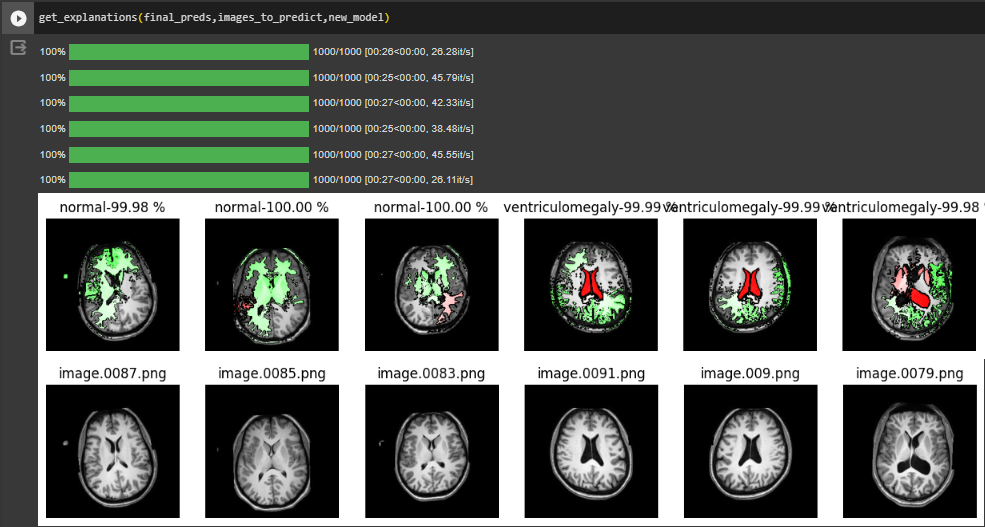 get_explanations(final_preds,images_to_predict,new_model)
100% 1000/1000 [00:26<00:00, 26.28it/s]
100% 1000/1000 [00:25<00:00, 45.79it/s]
100% 1000/1000 [00:27<00:00, 42.33it/s]
100% 1000/1000 [00:25<00:00, 38.48it/s]
100% 1000/1000 [00:27<00:00, 45.55it/s]
100% 1000/1000 [00:27<00:00, 26.11it/s]
normal-99.98 % normal-100.00 % normal-100.00 % ventriculomegaly-99.99 % ventriculomegaly-99.99 % ventriculomegaly-99.98 %
image.0087.png image.0085.png image.0083.png image.0091.png image.009.png image.0079.png